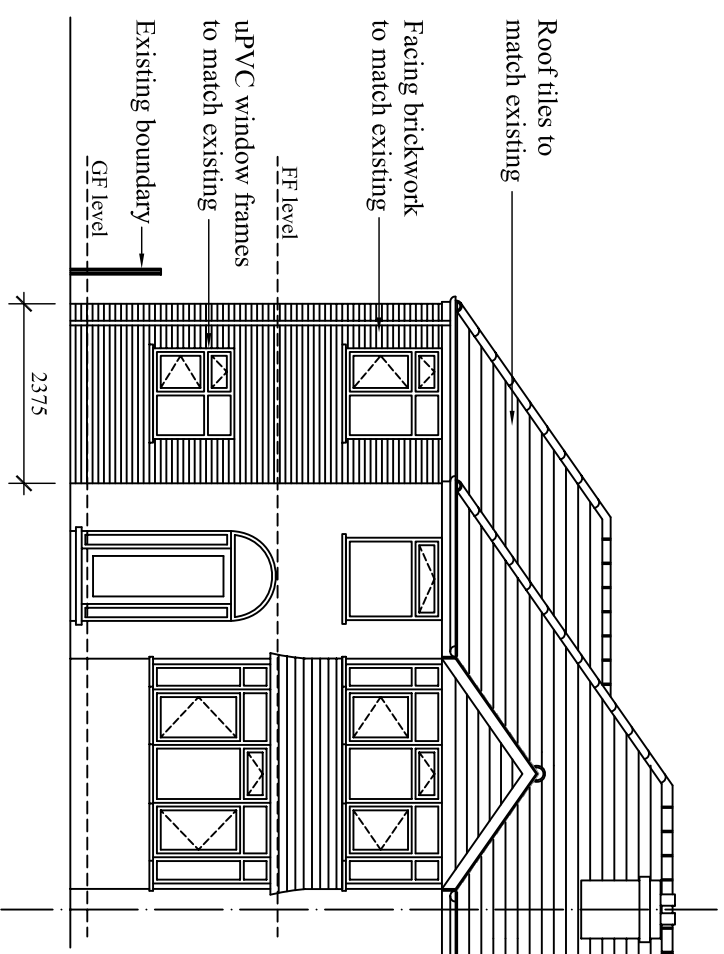 Roof tiles to
match existing
Facing brickwork
to match existing
FF level
uPVC window frames
to match existing
Existing boundary
GF level
2375